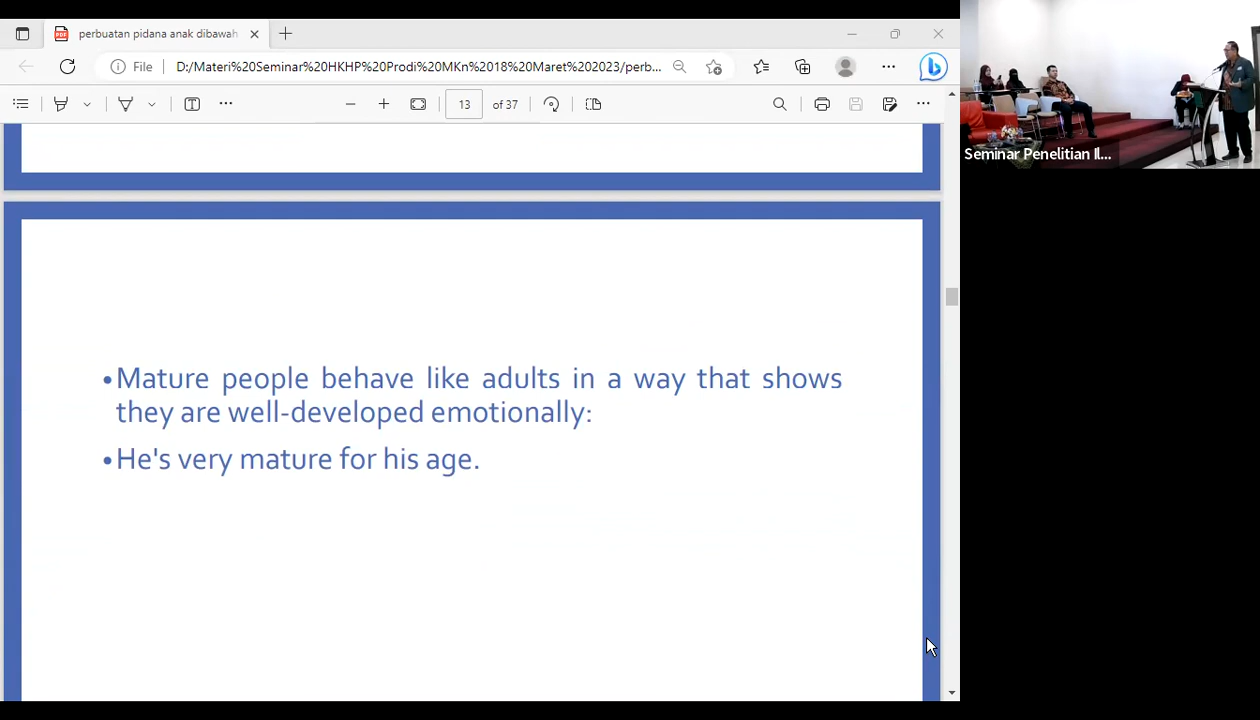 perbuatan pidana anak dibawah
File
D:/Materi%20Seminar%20HKHP%20Prodi%20MKn%2018%20Maret%202023/perb...
13 of 37
Seminar Penelitian Il...
•Mature people behave like adults in a way that shows
they are well-developed emotionally:
•He's very mature for his age.